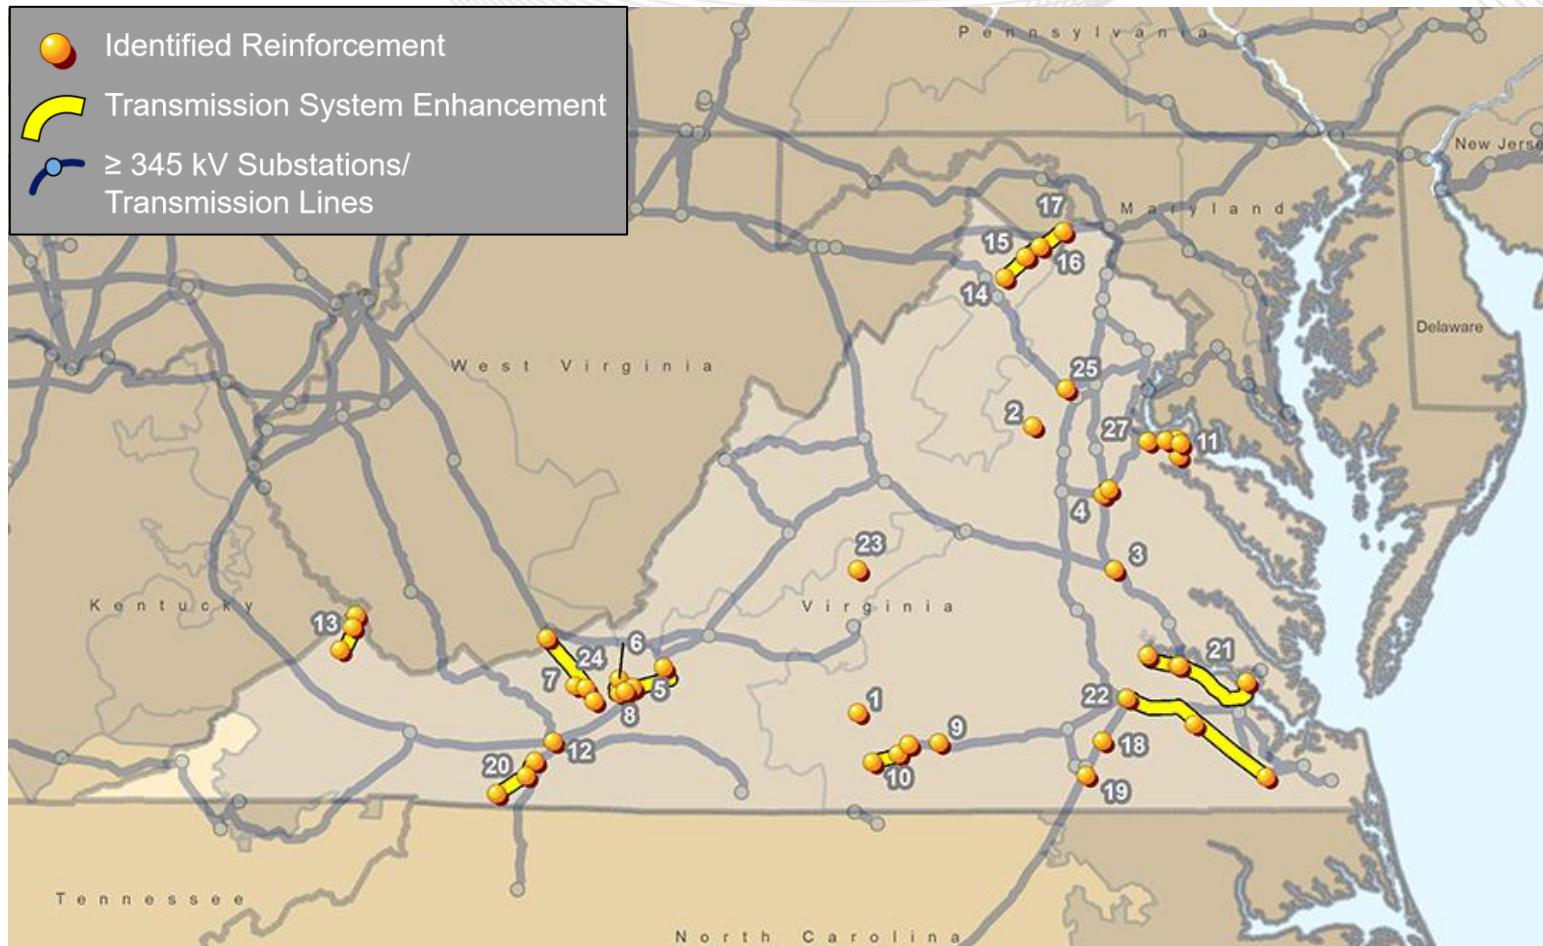 Identified Reinforcement
Transmission System Enhancement
≥ 345 kV Substations/
Transmission Lines
Pennsylvania
New Jerse
Maryland
17
15
16
14
Delaware
West Virginia
25
2
27
11
4
23
3
Kentucky
Virginia
13
6
24
21
7
5
8
22
1
9
18
12
20
10
19
Tennessee
North Carolina